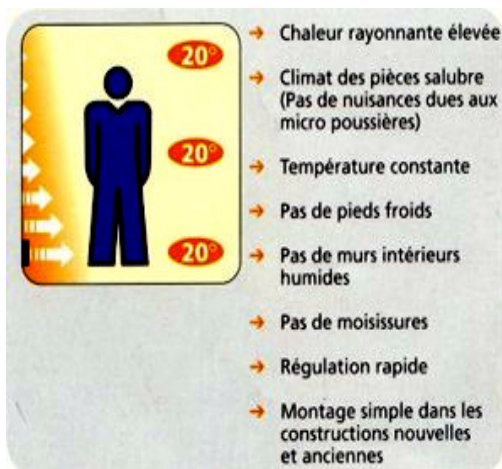 20°
20°
20°
→ Chaleur rayonnante élevée
→ Climat des pièces salubre
(Pas de nuisances dues aux
micro poussières)
→ Température constante
→ Pas de pieds froids
→ Pas de murs intérieurs
humides
→ Pas de moisissures
→ Régulation rapide
→ Montage simple dans les
constructions nouvelles
et anciennes